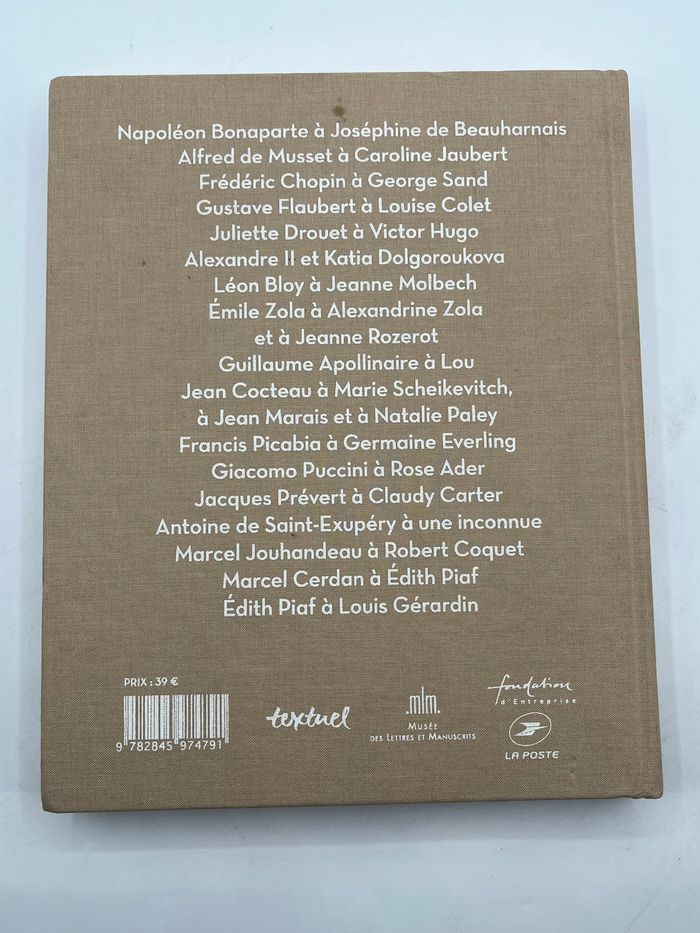 Napoléon Bonaparte à Joséphine de Beauharnais
Alfred de Musset à Caroline Jaubert
Frédéric Chopin à George Sand
Gustave Flaubert à Louise Colet
Juliette Drouet à Victor Hugo
Alexandre II et Katia Dolgoroukova
Léon Bloy à Jeanne Molbech
Émile Zola à Alexandrine Zola
et à Jeanne Rozerot
Guillaume Apollinaire à Lou
Jean Cocteau à Marie Scheikevitch,
à Jean Marais et à Natalie Paley
Francis Picabia à Germaine Everling
Giacomo Puccini à Rose Ader
Jacques Prévert à Claudy Carter
Antoine de Saint-Exupéry à une inconnue
Marcel Jouhandeau à Robert Coquet
Marcel Cerdan à Édith Piaf
Édith Piaf à Louis Gérardin
PRIX : 39 €
9 782845 974791
textuel
.mlm.
MUSÉE
DES LETTRES ET MANUSCRITS
fondation
d'Entreprise
LA POSTE